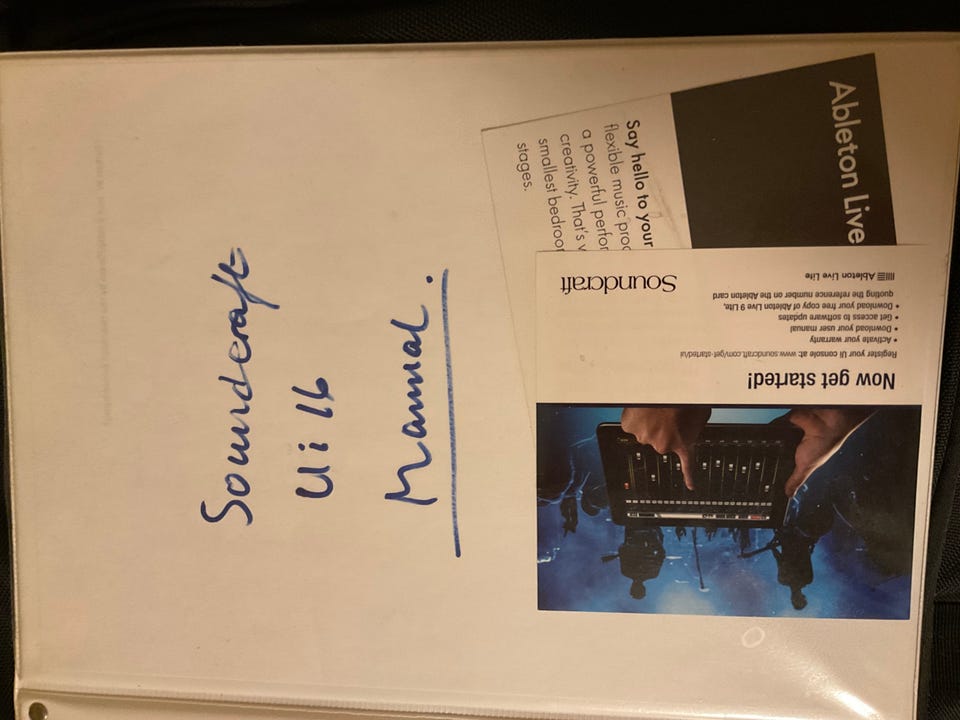 Soundcraft
Ui 16
Manual.
Ableton Live
Say hello to your
flexible music
a powerful
creativity. That's
smallest
stages.
Now get started!
Register your Ui console at: www.soundcraft.com/get-started/ui
• Activate your warranty
• Download your user manual
• Get access to software updates
• Download your free copy of Ableton Live 9 Lite,
quoting the reference number on the Ableton card
Ableton Live Lite
Soundcraft